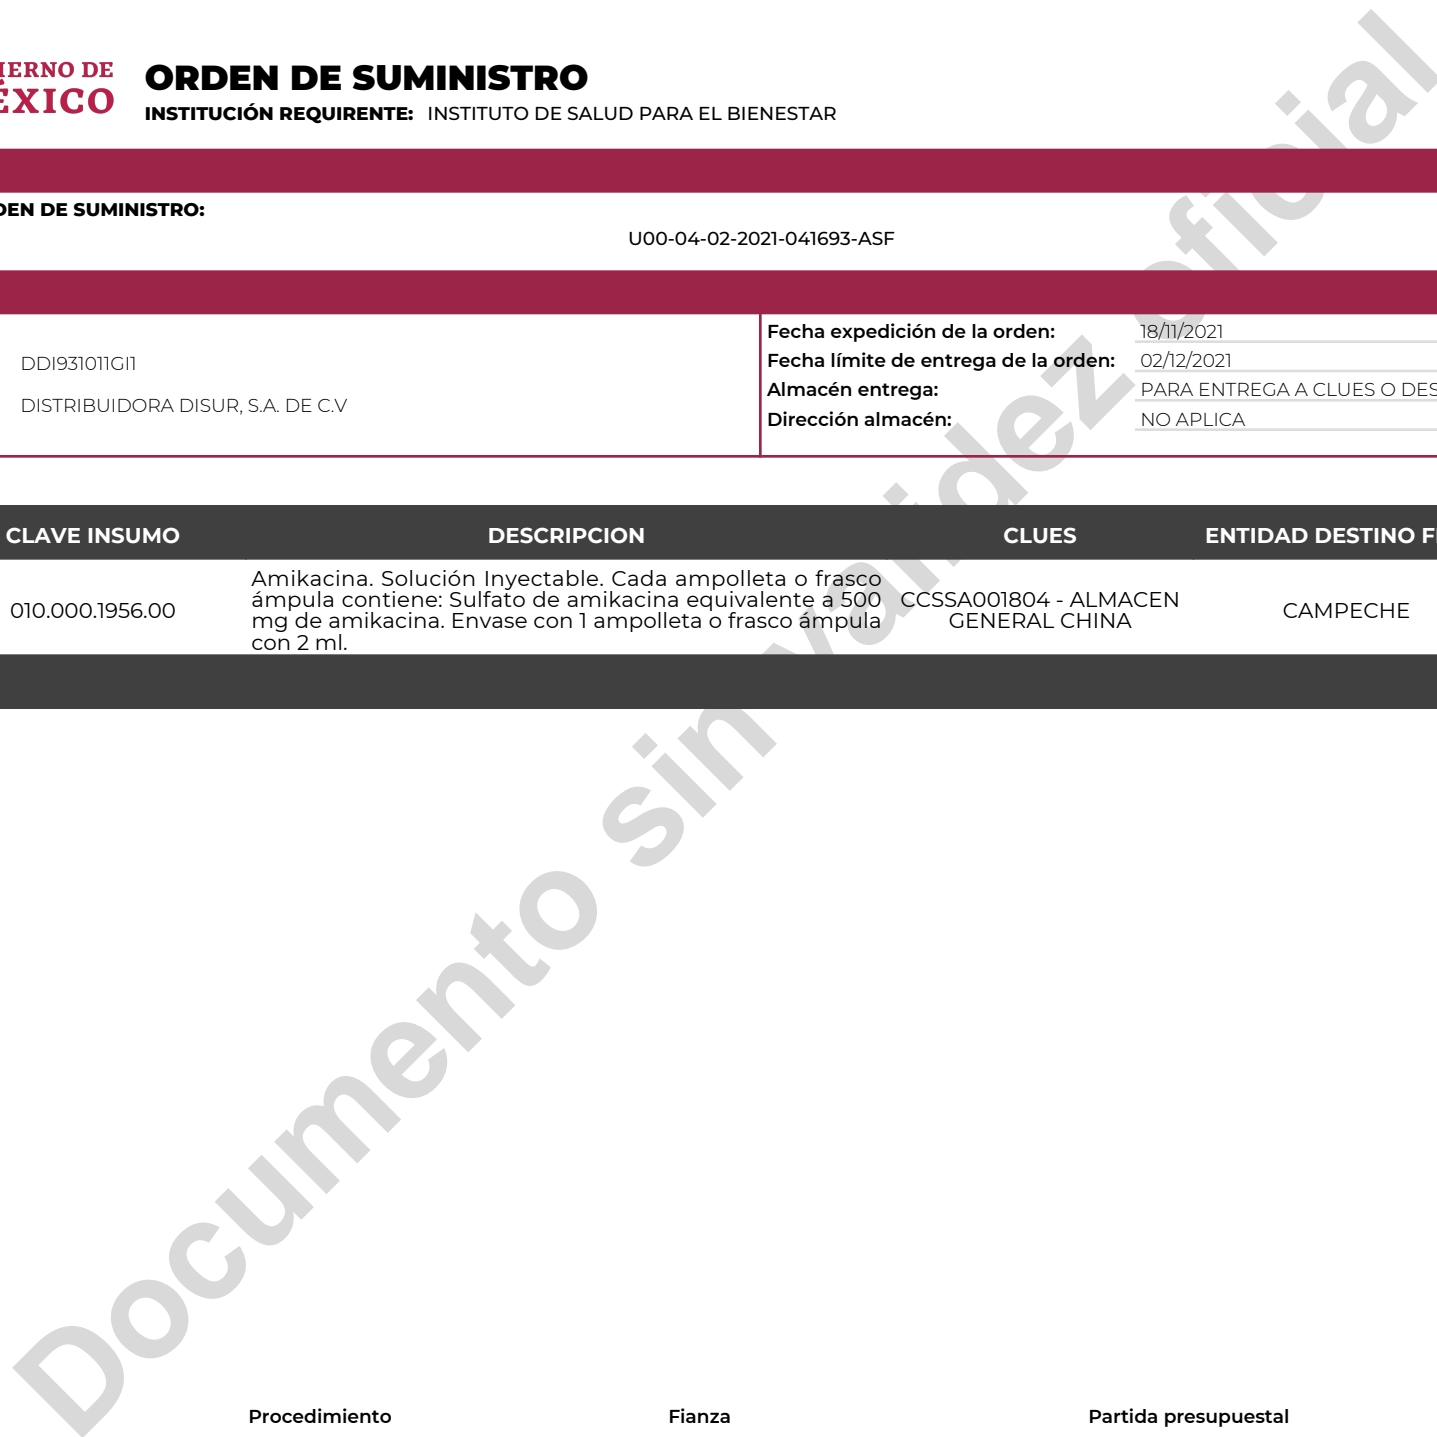 IERNO DE
ÉXICO
ORDEN DE SUMINISTRO
INSTITUCIÓN REQUIRENTE: INSTITUTO DE SALUD PARA EL BIENESTAR
DEN DE SUMINISTRO:
U00-04-02-2021-041693-ASF
DDI931011GI1
DISTRIBUIDORA DISUR, S.A. DE C.V
Fecha expedición de la orden: 18/11/2021
Fecha límite de entrega de la orden: 02/12/2021
Almacén entrega: PARA ENTREGA A CLUES O DES
Dirección almacén: NO APLICA
CLAVE INSUMO DESCRIPCION CLUES ENTIDAD DESTINO FI
010.000.1956.00
Amikacina. Solución Inyectable. Cada ampolleta o frasco
ámpula contiene: Sulfato de amikacina equivalente a 500
mg de amikacina. Envase con 1 ampolleta o frasco ámpula
con 2 ml.
CCSSA001804 - ALMACEN
GENERAL CHINA
CAMPECHE
Documento sin validez oficial
Procedimiento Fianza Partida presupuestal